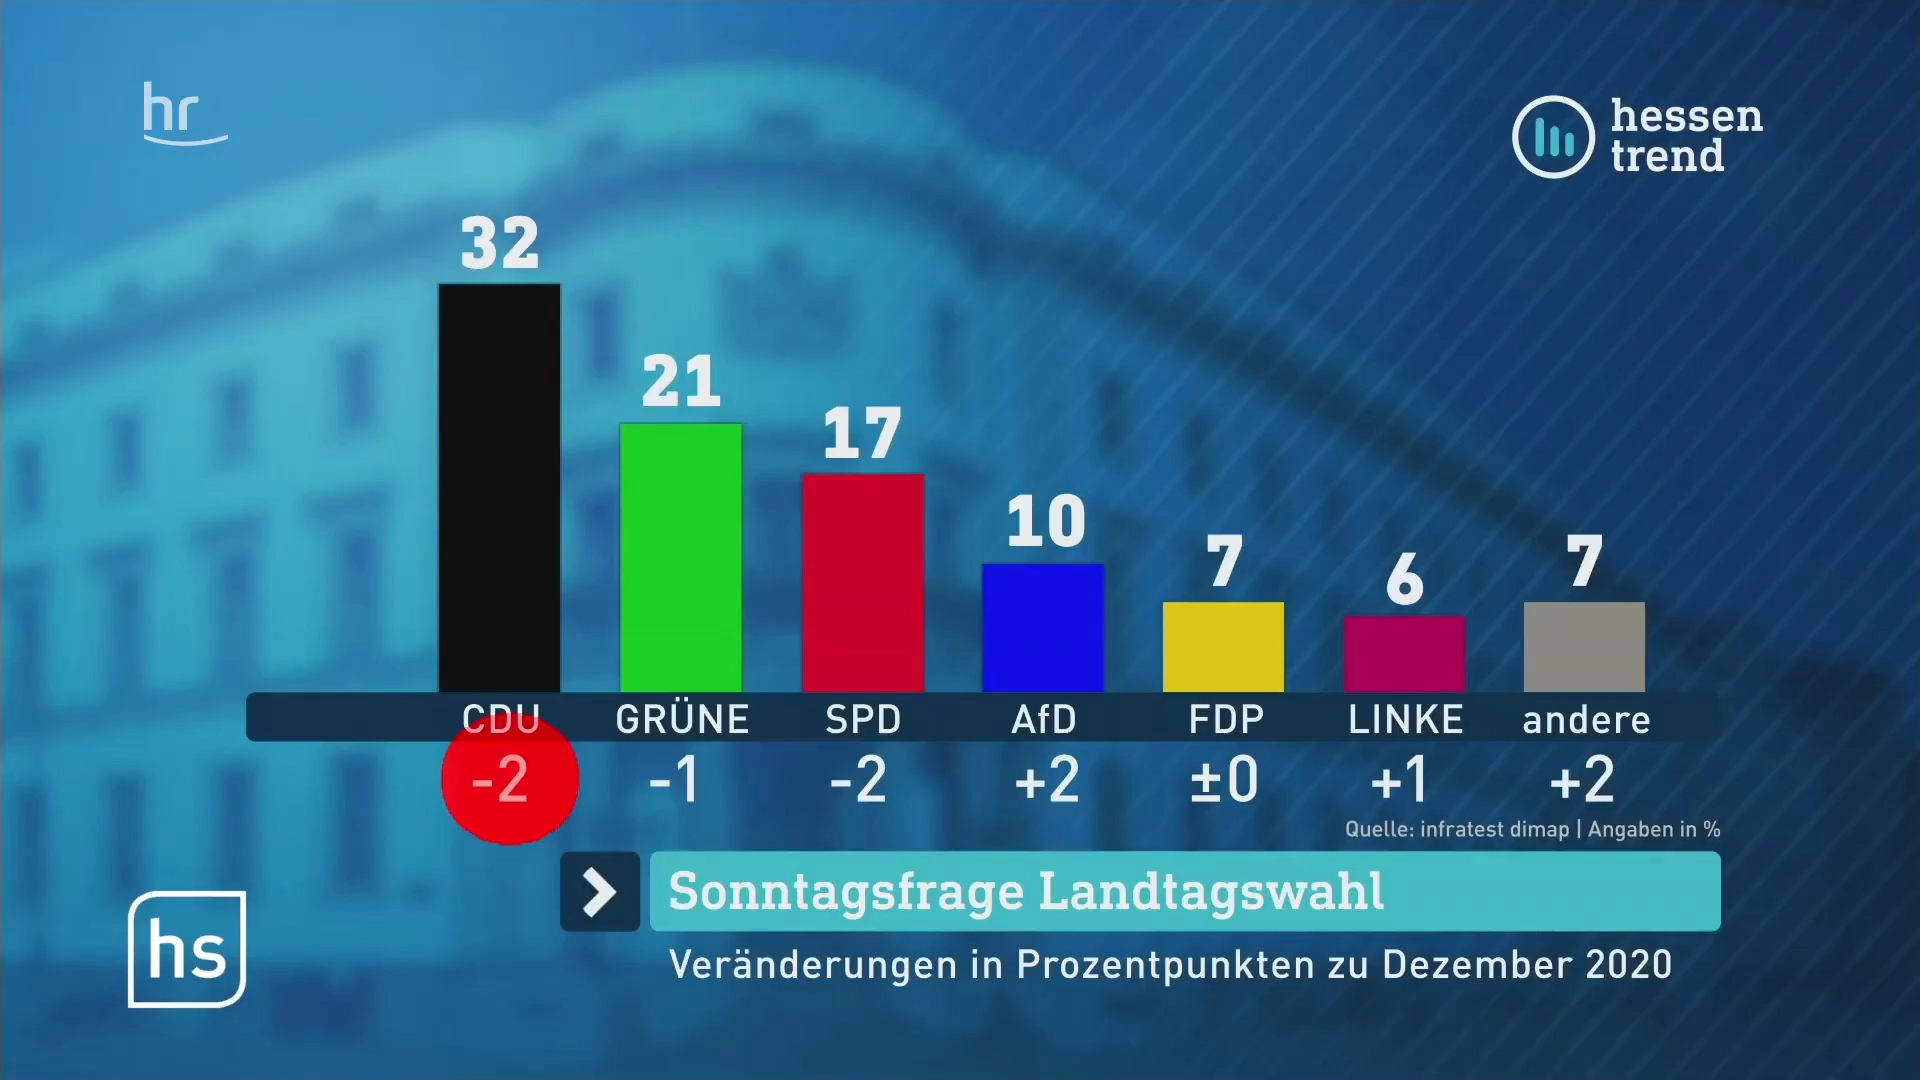 hr
hessen
trend
32
21
17
10
7
6
7
CDU GRÜNE SPD AfD FDP LINKE andere
-2 -1 -2 +2 ±0 +1 +2
Quelle: infratest dimap | Angaben in %
Sonntagsfrage Landtagswahl
hs
Veränderungen in Prozentpunkten zu Dezember 2020